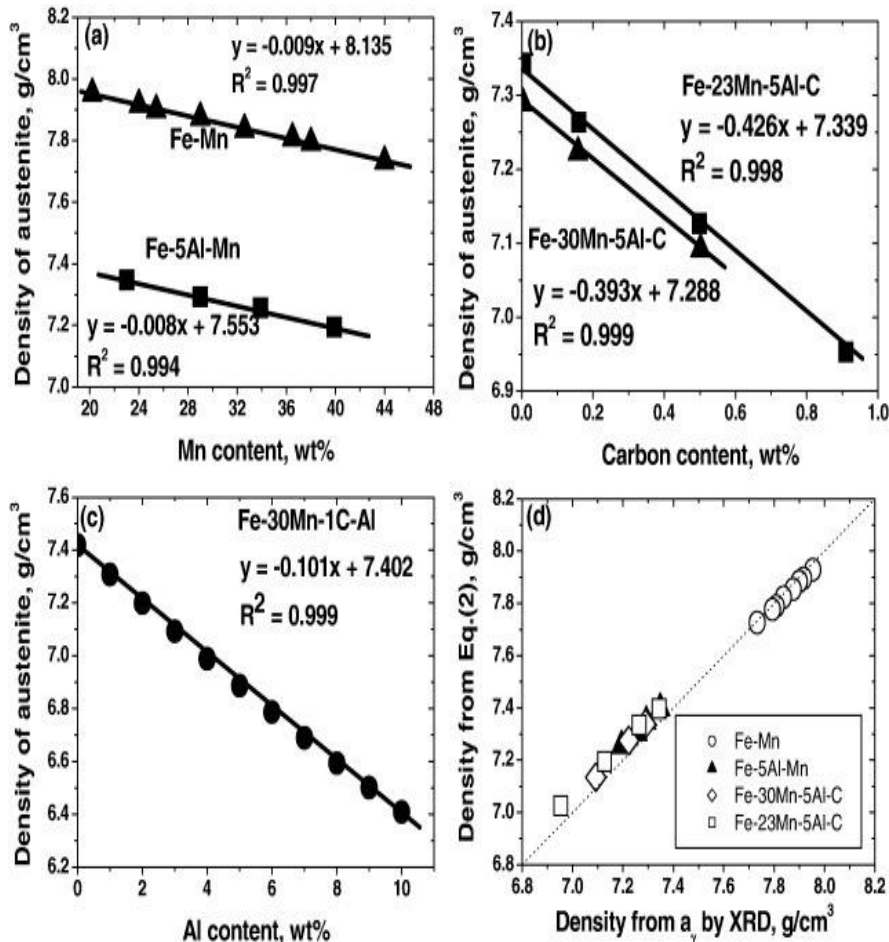 (a)
y = -0.009x + 8.135
R² = 0.997
Fe-Mn
Fe-5Al-Mn
y = -0.008x + 7.553
R² = 0.994
Density of austenite, g/cm³
8.2
8.0
7.8
7.6
7.4
7.2
7.0
20 24 28 32 36 40 44 48
Mn content, wt%
(b)
Fe-23Mn-5Al-C
y = -0.426x + 7.339
R² = 0.998
Fe-30Mn-5Al-C
y = -0.393x + 7.288
R² = 0.999
Density of austenite, g/cm³
7.4
7.3
7.2
7.1
7.0
6.9
0.0 0.2 0.4 0.6 0.8 1.0
Carbon content, wt%
(c)
Fe-30Mn-1C-Al
y = -0.101x + 7.402
R² = 0.999
Density of austenite, g/cm³
7.6
7.4
7.2
7.0
6.8
6.6
6.4
6.2
0 2 4 6 8 10
Al content, wt%
(d)
Density from Eq.(2), g/cm³
8.2
8.0
7.8
7.6
7.4
7.2
7.0
6.8
Fe-Mn
Fe-5Al-Mn
Fe-30Mn-5Al-C
Fe-23Mn-5Al-C
6.8 7.0 7.2 7.4 7.6 7.8 8.0 8.2
Density from aᵧ by XRD, g/cm³